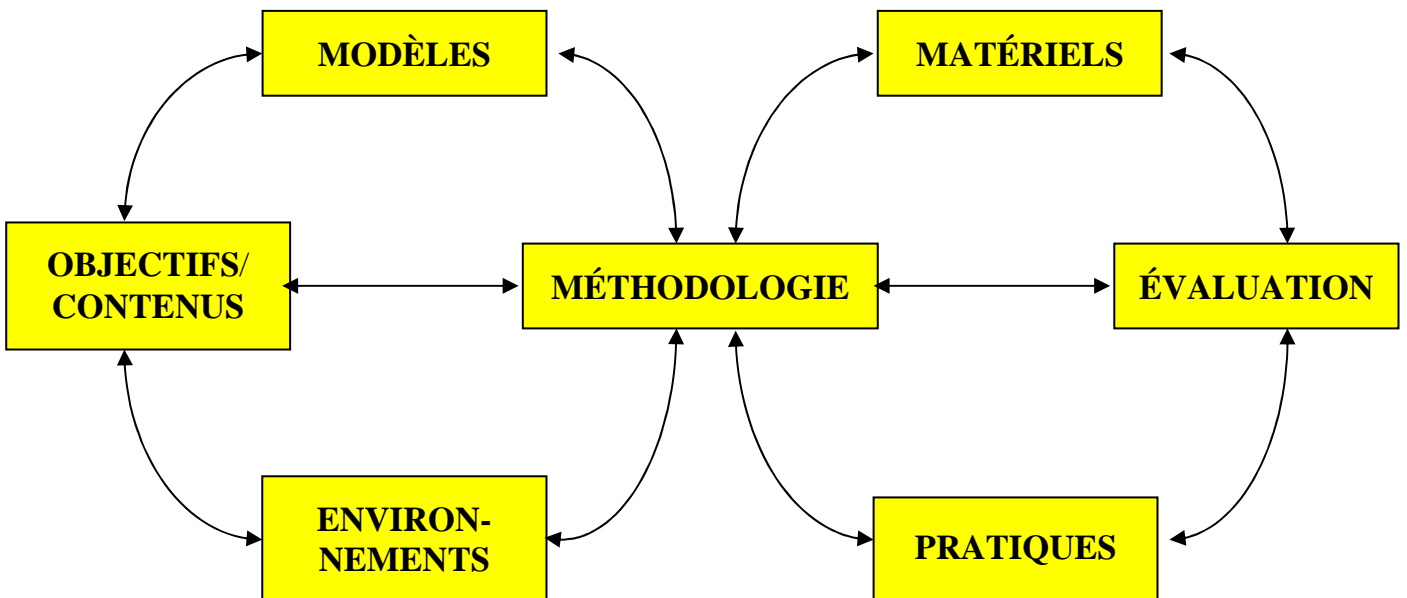 MODÈLES
MATÉRIELS
OBJECTIFS/
CONTENUS
MÉTHODOLOGIE
ÉVALUATION
ENVIRON-
NEMENTS
PRATIQUES